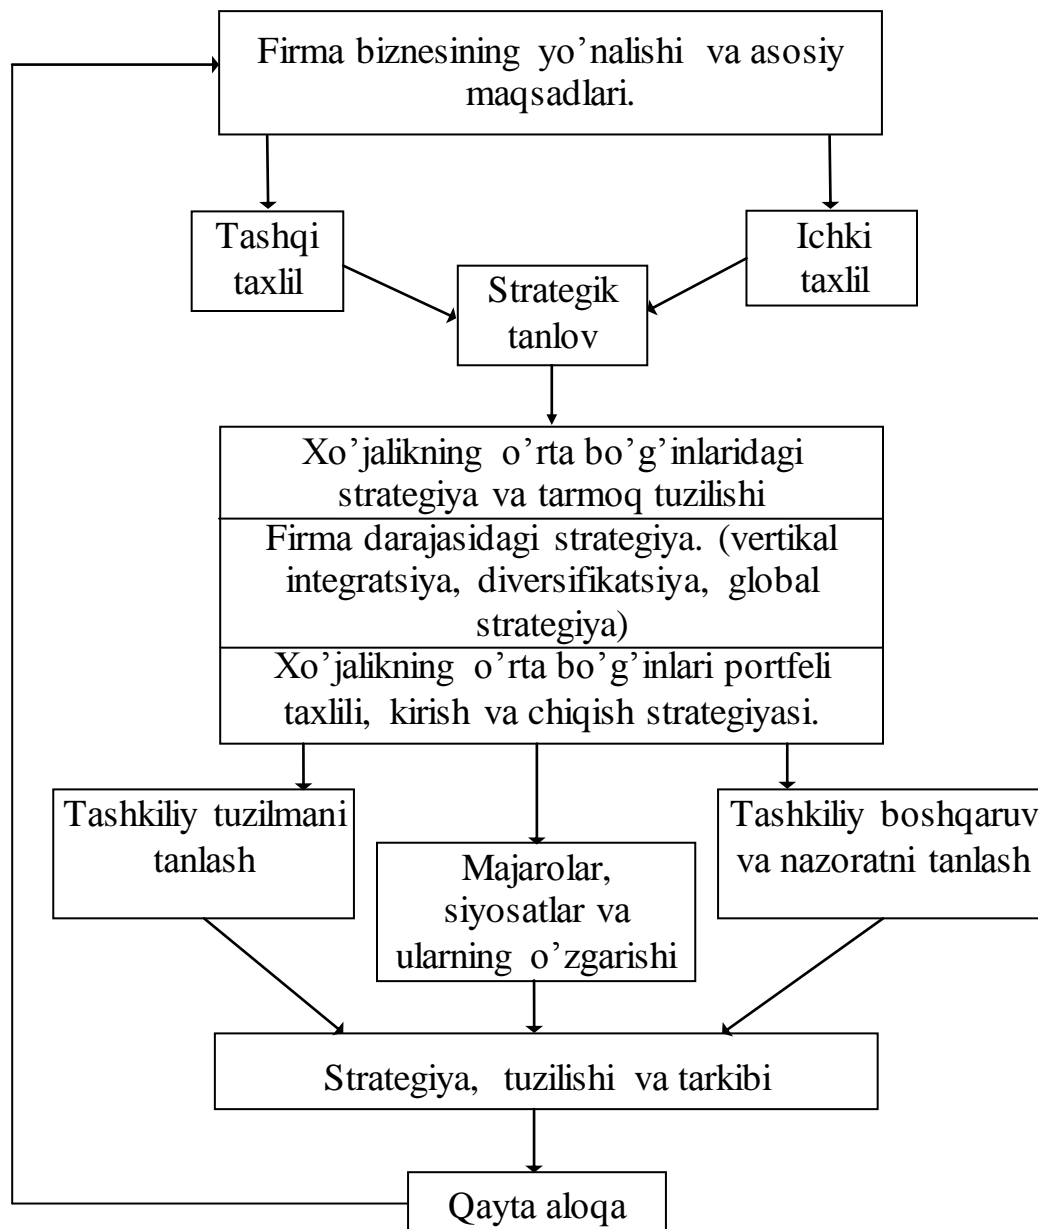 Firma biznesining yo’nalishi va asosiy
maqsadlari.
Tashqi
taxlil
Ichki
taxlil
Strategik
tanlov
Xo’jalikning o’rta bo’g’inlaridagi
strategiya va tarmoq tuzilishi
Firma darajasidagi strategiya. (vertikal
integratsiya, diversifikatsiya, global
strategiya)
Xo’jalikning o’rta bo’g’inlari portfeli
taxlili, kirish va chiqish strategiyasi.
Tashkiliy tuzilmani
tanlash
Majarolar,
siyosatlar va
ularning o’zgarishi
Tashkiliy boshqaruv
va nazoratni tanlash
Strategiya, tuzilishi va tarkibi
Qayta aloqa